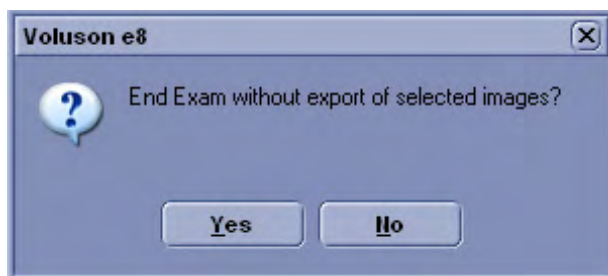 Voluson e8
End Exam without export of selected images?
Yes No